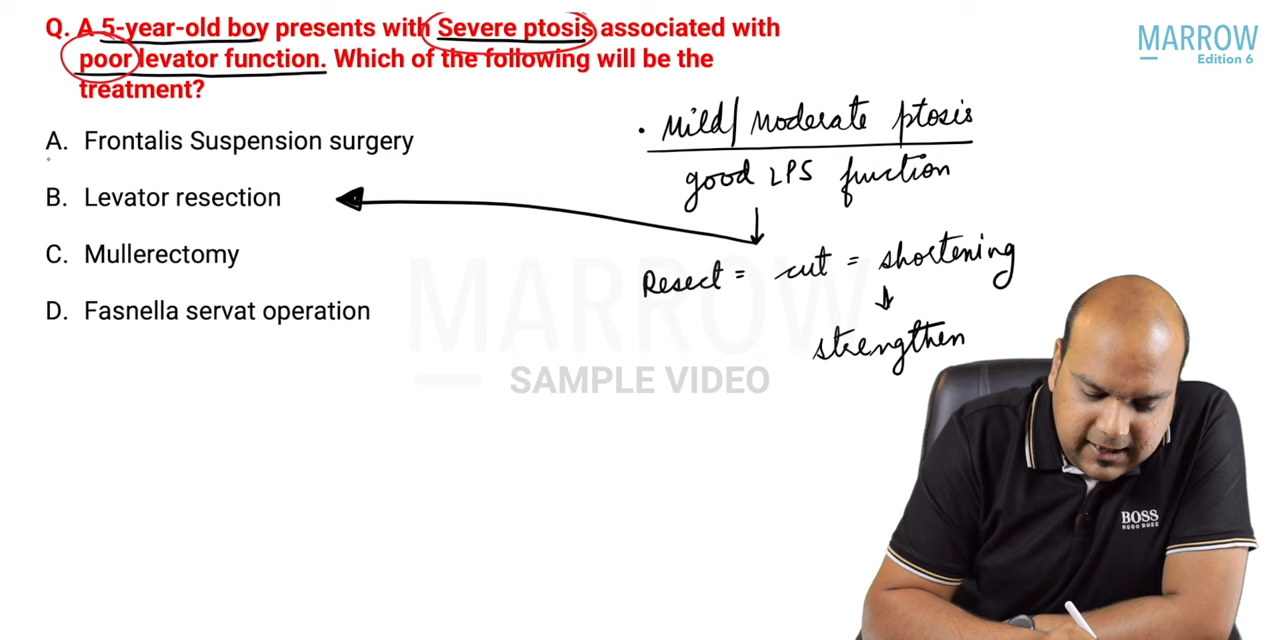 Q. A 5-year-old boy presents with Severe ptosis associated with
poor levator function. Which of the following will be the
treatment?
MARROW
Edition 6
A. Frontalis Suspension surgery
B. Levator resection
C. Mullerectomy
D. Fasnella servat operation
. Mild/ Moderate ptosis
good LPS function
Resect = cut = shortening
strengthen
MARROW
SAMPLE VIDEO
BOSS
HUGO BOSS